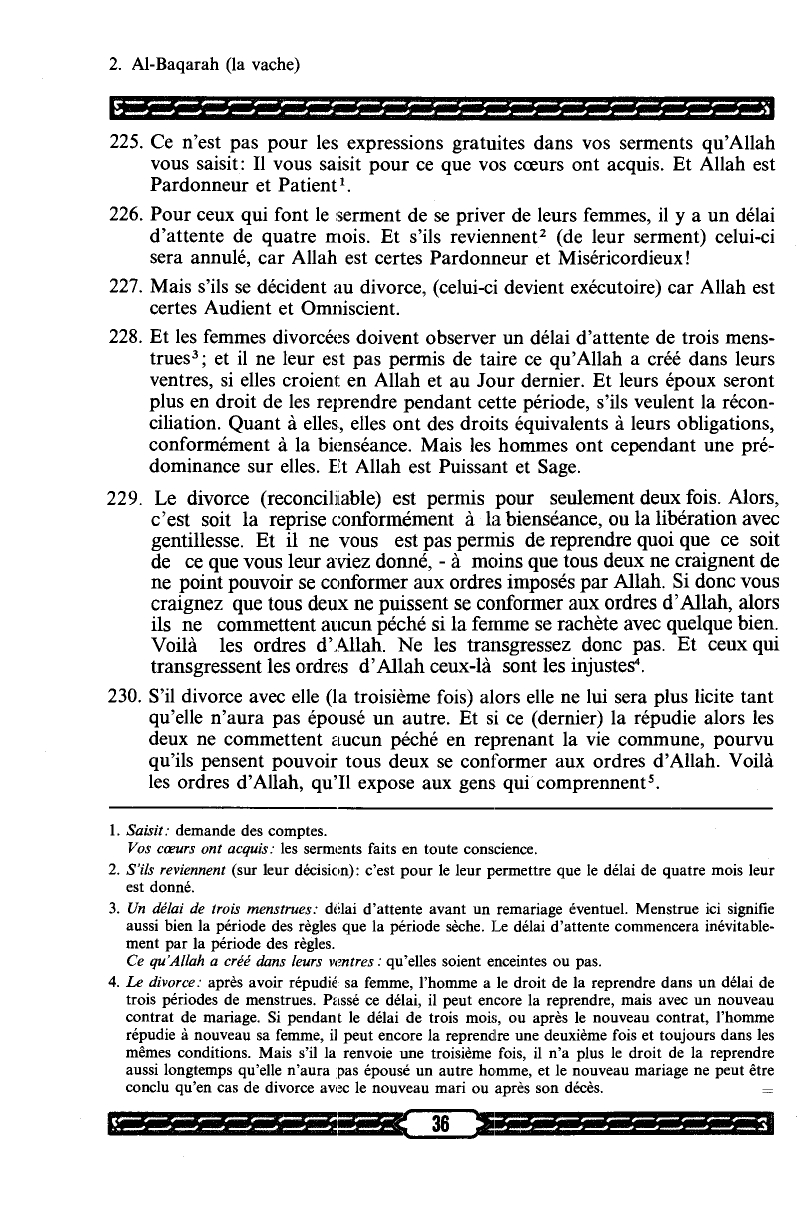 2. Al-Baqarah (la vache)
225. Ce n'est pas pour les expressions gratuites dans vos serments qu'Allah
vous saisit: Il vous saisit pour ce que vos cœurs ont acquis. Et Allah est
Pardonneur et Patient¹.
226. Pour ceux qui font le serment de se priver de leurs femmes, il y a un délai
d'attente de quatre mois. Et s'ils reviennent² (de leur serment) celui-ci
sera annulé, car Allah est certes Pardonneur et Miséricordieux!
227. Mais s'ils se décident au divorce, (celui-ci devient exécutoire) car Allah est
certes Audient et Omniscient.
228. Et les femmes divorcées doivent observer un délai d'attente de trois mens-
trues³; et il ne leur est pas permis de taire ce qu'Allah a créé dans leurs
ventres, si elles croient en Allah et au Jour dernier. Et leurs époux seront
plus en droit de les reprendre pendant cette période, s'ils veulent la récon-
ciliation. Quant à elles, elles ont des droits équivalents à leurs obligations,
conformément à la bienséance. Mais les hommes ont cependant une pré-
dominance sur elles. Et Allah est Puissant et Sage.
229. Le divorce (reconciliable) est permis pour seulement deux fois. Alors,
c'est soit la reprise conformément à la bienséance, ou la libération avec
gentillesse. Et il ne vous est pas permis de reprendre quoi que ce soit
de ce que vous leur aviez donné, - à moins que tous deux ne craignent de
ne point pouvoir se conformer aux ordres imposés par Allah. Si donc vous
craignez que tous deux ne puissent se conformer aux ordres d'Allah, alors
ils ne commettent aucun péché si la femme se rachète avec quelque bien.
Voilà les ordres d'Allah. Ne les transgressez donc pas. Et ceux qui
transgressent les ordres d'Allah ceux-là sont les injustes⁴.
230. S'il divorce avec elle (la troisième fois) alors elle ne lui sera plus licite tant
qu'elle n'aura pas épousé un autre. Et si ce (dernier) la répudie alors les
deux ne commettent aucun péché en reprenant la vie commune, pourvu
qu'ils pensent pouvoir tous deux se conformer aux ordres d'Allah. Voilà
les ordres d'Allah, qu'Il expose aux gens qui comprennent⁵.
1. Saisit: demande des comptes.
Vos cœurs ont acquis: les serments faits en toute conscience.
2. S'ils reviennent (sur leur décision): c'est pour le leur permettre que le délai de quatre mois leur
est donné.
3. Un délai de trois menstrues: délai d'attente avant un remariage éventuel. Menstrue ici signifie
aussi bien la période des règles que la période sèche. Le délai d'attente commencera inévitable-
ment par la période des règles.
Ce qu'Allah a créé dans leurs ventres: qu'elles soient enceintes ou pas.
4. Le divorce: après avoir répudié sa femme, l'homme a le droit de la reprendre dans un délai de
trois périodes de menstrues. Passé ce délai, il peut encore la reprendre, mais avec un nouveau
contrat de mariage. Si pendant le délai de trois mois, ou après le nouveau contrat, l'homme
répudie à nouveau sa femme, il peut encore la reprendre une deuxième fois et toujours dans les
mêmes conditions. Mais s'il la renvoie une troisième fois, il n'a plus le droit de la reprendre
aussi longtemps qu'elle n'aura pas épousé un autre homme, et le nouveau mariage ne peut être
conclu qu'en cas de divorce avec le nouveau mari ou après son décès. =
36